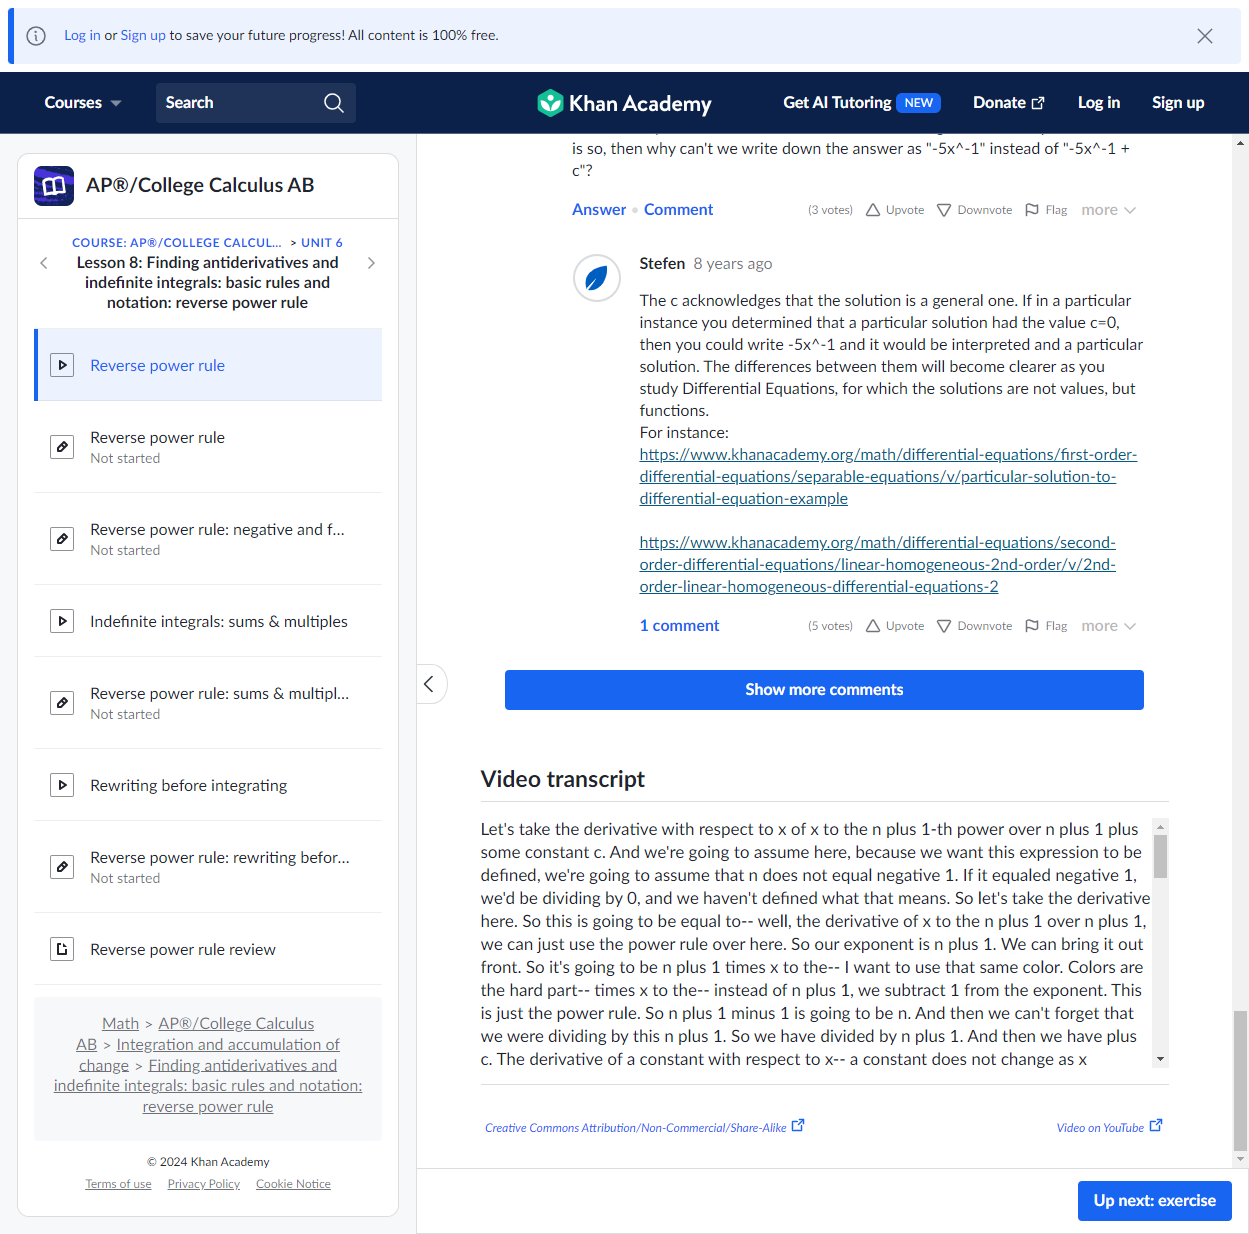 Log in or Sign up to save your future progress! All content is 100% free.
Courses
Search
Khan Academy
Get AI Tutoring NEW
Donate
Log in
Sign up
AP®/College Calculus AB
COURSE: AP®/COLLEGE CALCUL... > UNIT 6
Lesson 8: Finding antiderivatives and
indefinite integrals: basic rules and
notation: reverse power rule
Reverse power rule
Reverse power rule
Not started
Reverse power rule: negative and f...
Not started
Indefinite integrals: sums & multiples
Reverse power rule: sums & multipl...
Not started
Rewriting before integrating
Reverse power rule: rewriting befor...
Not started
Reverse power rule review
Math > AP®/College Calculus
AB > Integration and accumulation of
change > Finding antiderivatives and
indefinite integrals: basic rules and notation:
reverse power rule
© 2024 Khan Academy
Terms of use Privacy Policy Cookie Notice
is so, then why can't we write down the answer as "-5x^-1" instead of "-5x^-1 +
c"?
Answer • Comment (3 votes) Upvote Downvote Flag more
Stefen 8 years ago
The c acknowledges that the solution is a general one. If in a particular
instance you determined that a particular solution had the value c=0,
then you could write -5x^-1 and it would be interpreted and a particular
solution. The differences between them will become clearer as you
study Differential Equations, for which the solutions are not values, but
functions.
For instance:
https://www.khanacademy.org/math/differential-equations/first-order-
differential-equations/separable-equations/v/particular-solution-to-
differential-equation-example
https://www.khanacademy.org/math/differential-equations/second-
order-differential-equations/linear-homogeneous-2nd-order/v/2nd-
order-linear-homogeneous-differential-equations-2
1 comment (5 votes) Upvote Downvote Flag more
Show more comments
Video transcript
Let's take the derivative with respect to x of x to the n plus 1-th power over n plus 1 plus
some constant c. And we're going to assume here, because we want this expression to be
defined, we're going to assume that n does not equal negative 1. If it equaled negative 1,
we'd be dividing by 0, and we haven't defined what that means. So let's take the derivative
here. So this is going to be equal to-- well, the derivative of x to the n plus 1 over n plus 1,
we can just use the power rule over here. So our exponent is n plus 1. We can bring it out
front. So it's going to be n plus 1 times x to the-- I want to use that same color. Colors are
the hard part-- times x to the-- instead of n plus 1, we subtract 1 from the exponent. This
is just the power rule. So n plus 1 minus 1 is going to be n. And then we can't forget that
we were dividing by this n plus 1. So we have divided by n plus 1. And then we have plus
c. The derivative of a constant with respect to x-- a constant does not change as x
Creative Commons Attribution/Non-Commercial/Share-Alike
Video on YouTube
Up next: exercise